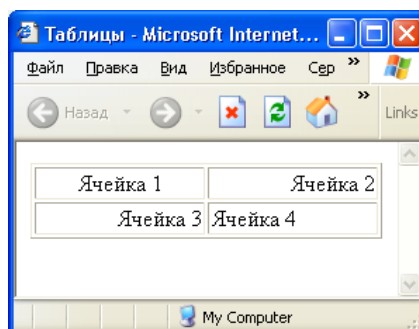 Таблицы - Microsoft Internet...
Файл Правка Вид Избранное Сер »
Назад » Links
Ячейка 1 Ячейка 2
Ячейка 3 Ячейка 4
My Computer